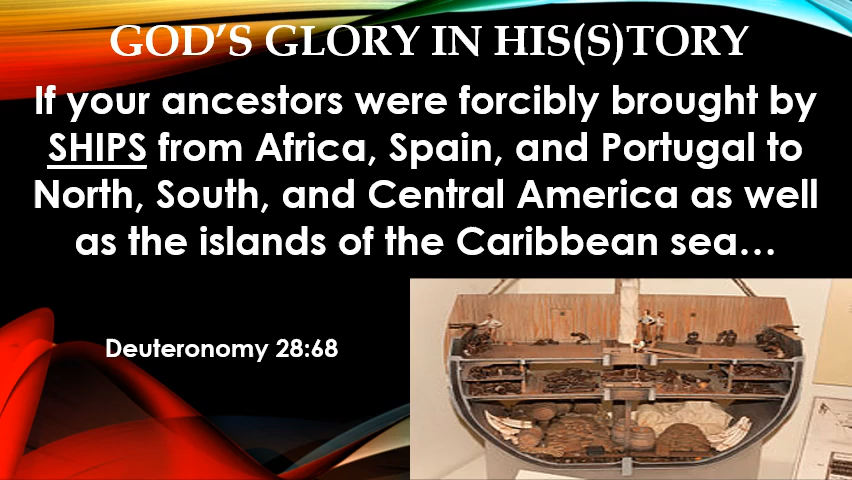 GOD’S GLORY IN HIS(S)TORY
If your ancestors were forcibly brought by
SHIPS from Africa, Spain, and Portugal to
North, South, and Central America as well
as the islands of the Caribbean sea…
Deuteronomy 28:68